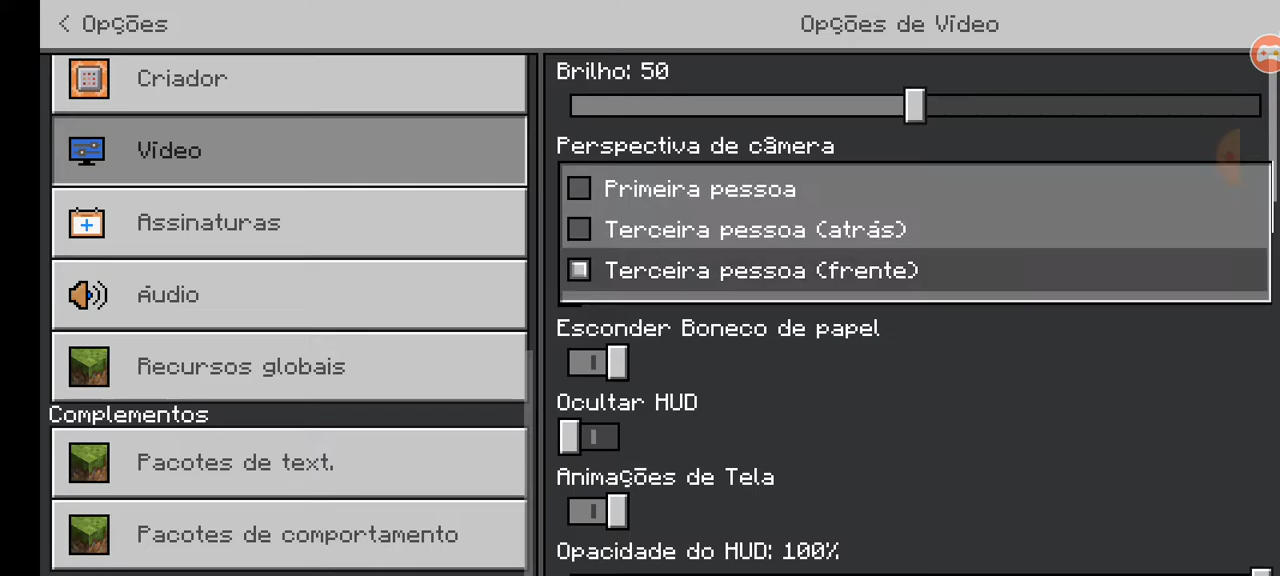 Opções
Opções de Vídeo
Criador
Vídeo
Assinaturas
Áudio
Recursos globais
Complementos
Pacotes de text.
Pacotes de comportamento
Brilho: 50
Perspectiva de câmera
Primeira pessoa
Terceira pessoa (atrás)
Terceira pessoa (frente)
Esconder Boneco de papel
Ocultar HUD
Animações de Tela
Opacidade do HUD: 100%